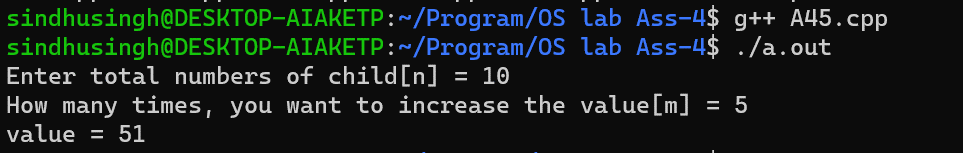 sindhusingh@DESKTOP-AIAKETP:~/Program/OS lab Ass-4$ g++ A45.cpp
sindhusingh@DESKTOP-AIAKETP:~/Program/OS lab Ass-4$ ./a.out
Enter total numbers of child[n] = 10
How many times, you want to increase the value[m] = 5
value = 51